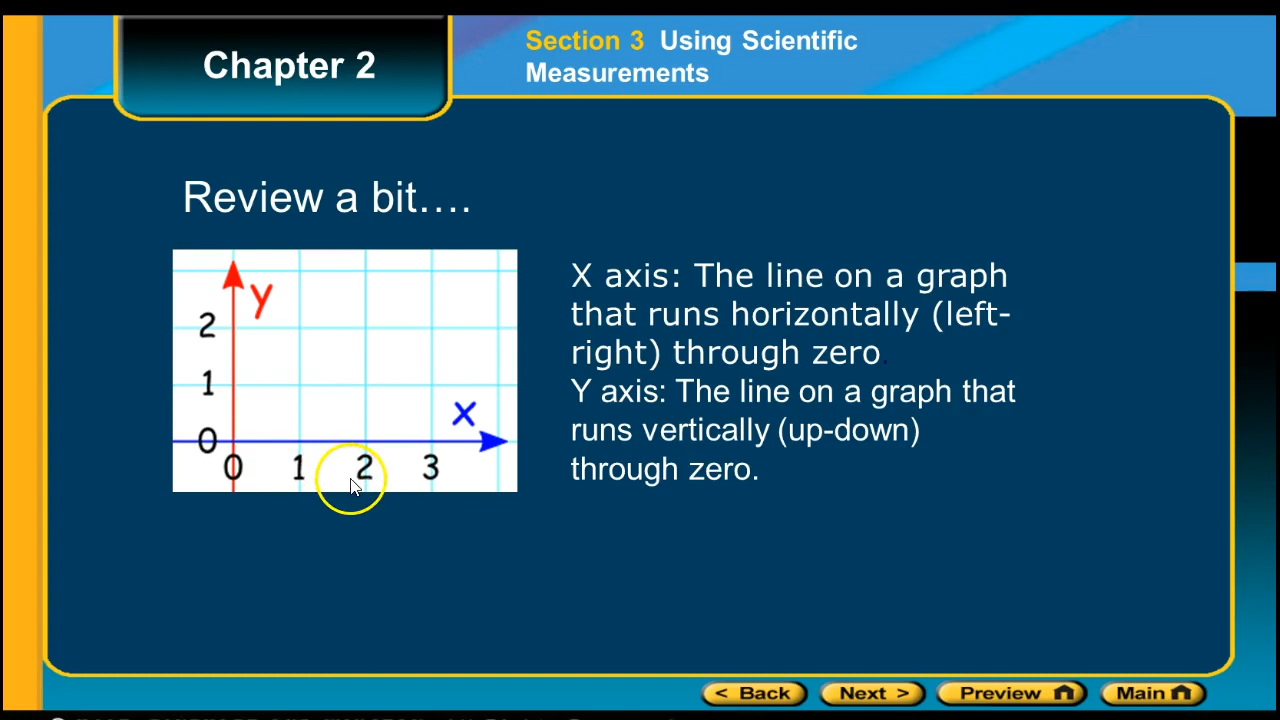 Chapter 2
Section 3 Using Scientific
Measurements
Review a bit….
X axis: The line on a graph
that runs horizontally (left-
right) through zero.
Y axis: The line on a graph that
runs vertically (up-down)
through zero.
Y
2
1
X
0
0 1 2 3
< Back Next > Preview Main